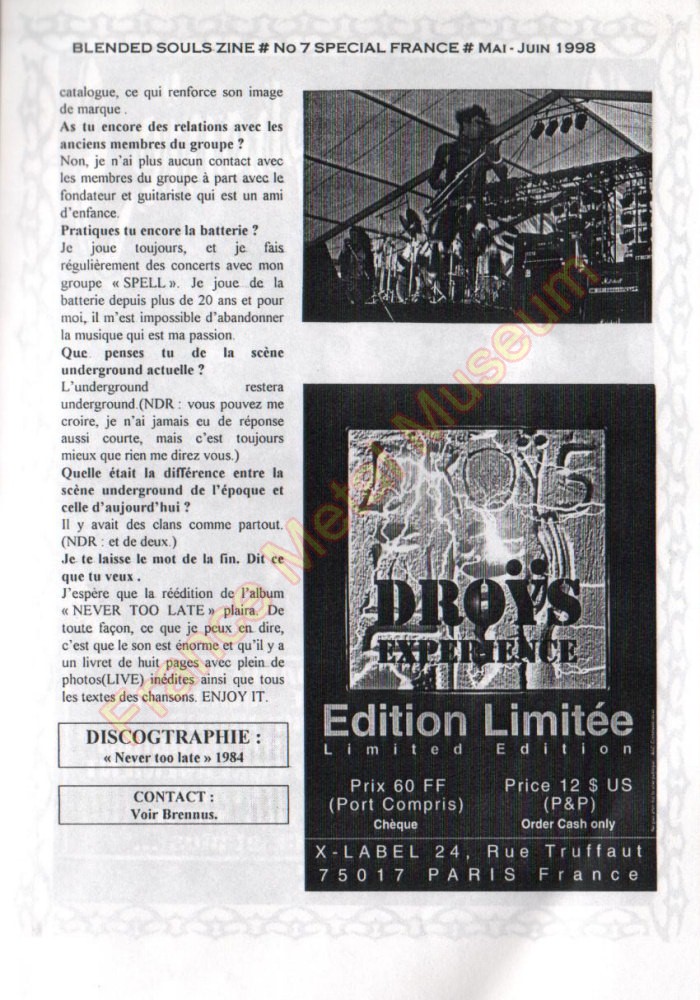 BLENDED SOULS ZINE # No 7 SPECIAL FRANCE # MAI - JUIN 1998
catalogue, ce qui renforce son image
de marque .
As tu encore des relations avec les
anciens membres du groupe ?
Non, je n'ai plus aucun contact avec
les membres du groupe à part avec le
fondateur et guitariste qui est un ami
d'enfance.
Pratiques tu encore la batterie ?
Je joue toujours, et je fais
régulièrement des concerts avec mon
groupe « SPELL ». Je joue de la
batterie depuis plus de 20 ans et pour
moi, il m'est impossible d'abandonner
la musique qui est ma passion.
Que penses tu de la scène
underground actuelle ?
L'underground restera
underground.(NDR : vous pouvez me
croire, je n'ai jamais eu de réponse
aussi courte, mais c'est toujours
mieux que rien me direz vous.)
Quelle était la différence entre la
scène underground de l'époque et
celle d'aujourd'hui ?
Il y avait des clans comme partout.
(NDR : et de deux.)
Je te laisse le mot de la fin. Dit ce
que tu veux .
J'espère que la réédition de l'album
« NEVER TOO LATE » plaira. De
toute façon, ce que je peux en dire,
c'est que le son est énorme et qu'il y a
un livret de huit pages avec plein de
photos(LIVE) inédites ainsi que tous
les textes des chansons. ENJOY IT.
DISCOGTRAPHIE :
« Never too late » 1984
CONTACT :
Voir Brennus.
Marshall
DROŸS
EXPERIENCE
Edition Limitée
Limited Edition
Prix 60 FF
(Port Compris)
Chèque
Price 12 $ US
(P&P)
Order Cash only
X-LABEL 24, Rue Truffaut
75017 PARIS France
France Metal Museum